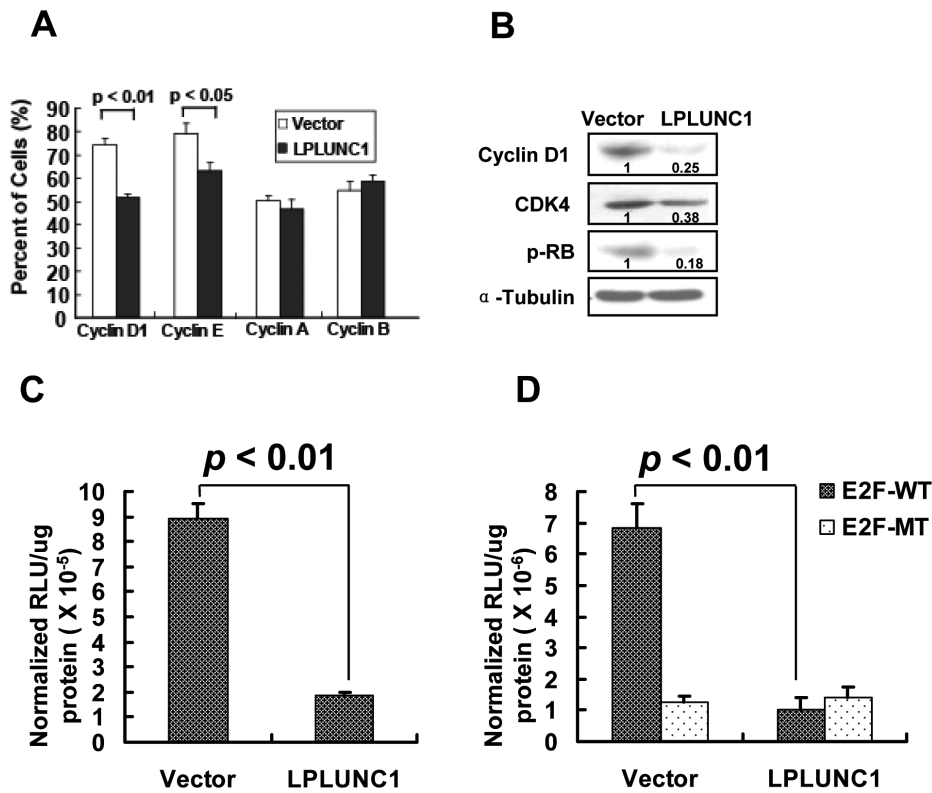 A
p < 0.01
p < 0.05
Percent of Cells (%)
90
80
70
60
50
40
30
20
10
0
Vector
LPLUNC1
Cyclin D1
Cyclin E
Cyclin A
Cyclin B
B
Vector LPLUNC1
Cyclin D1
1 0.25
CDK4
1 0.38
p-RB
1 0.18
α-Tubulin
C
p < 0.01
Normalized RLU/ug
protein ( X 10⁻⁵)
10
9
8
7
6
5
4
3
2
1
0
Vector
LPLUNC1
D
p < 0.01
E2F-WT
E2F-MT
Normalized RLU/ug
protein ( X 10⁻⁶)
8
7
6
5
4
3
2
1
0
Vector
LPLUNC1